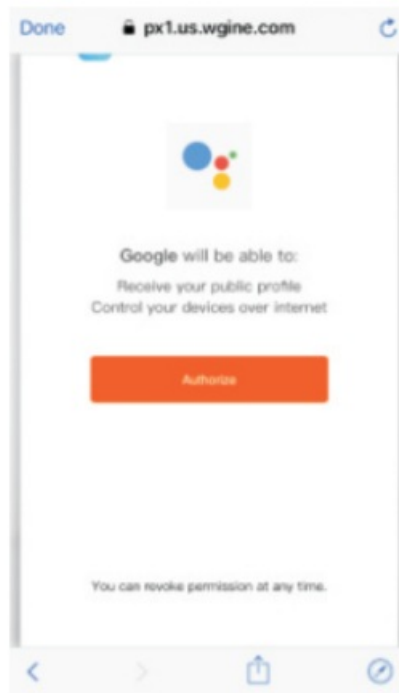 Done px1.us.wgine.com
Google will be able to:
Receive your public profile
Control your devices over internet
Authorize
You can revoke permission at any time.